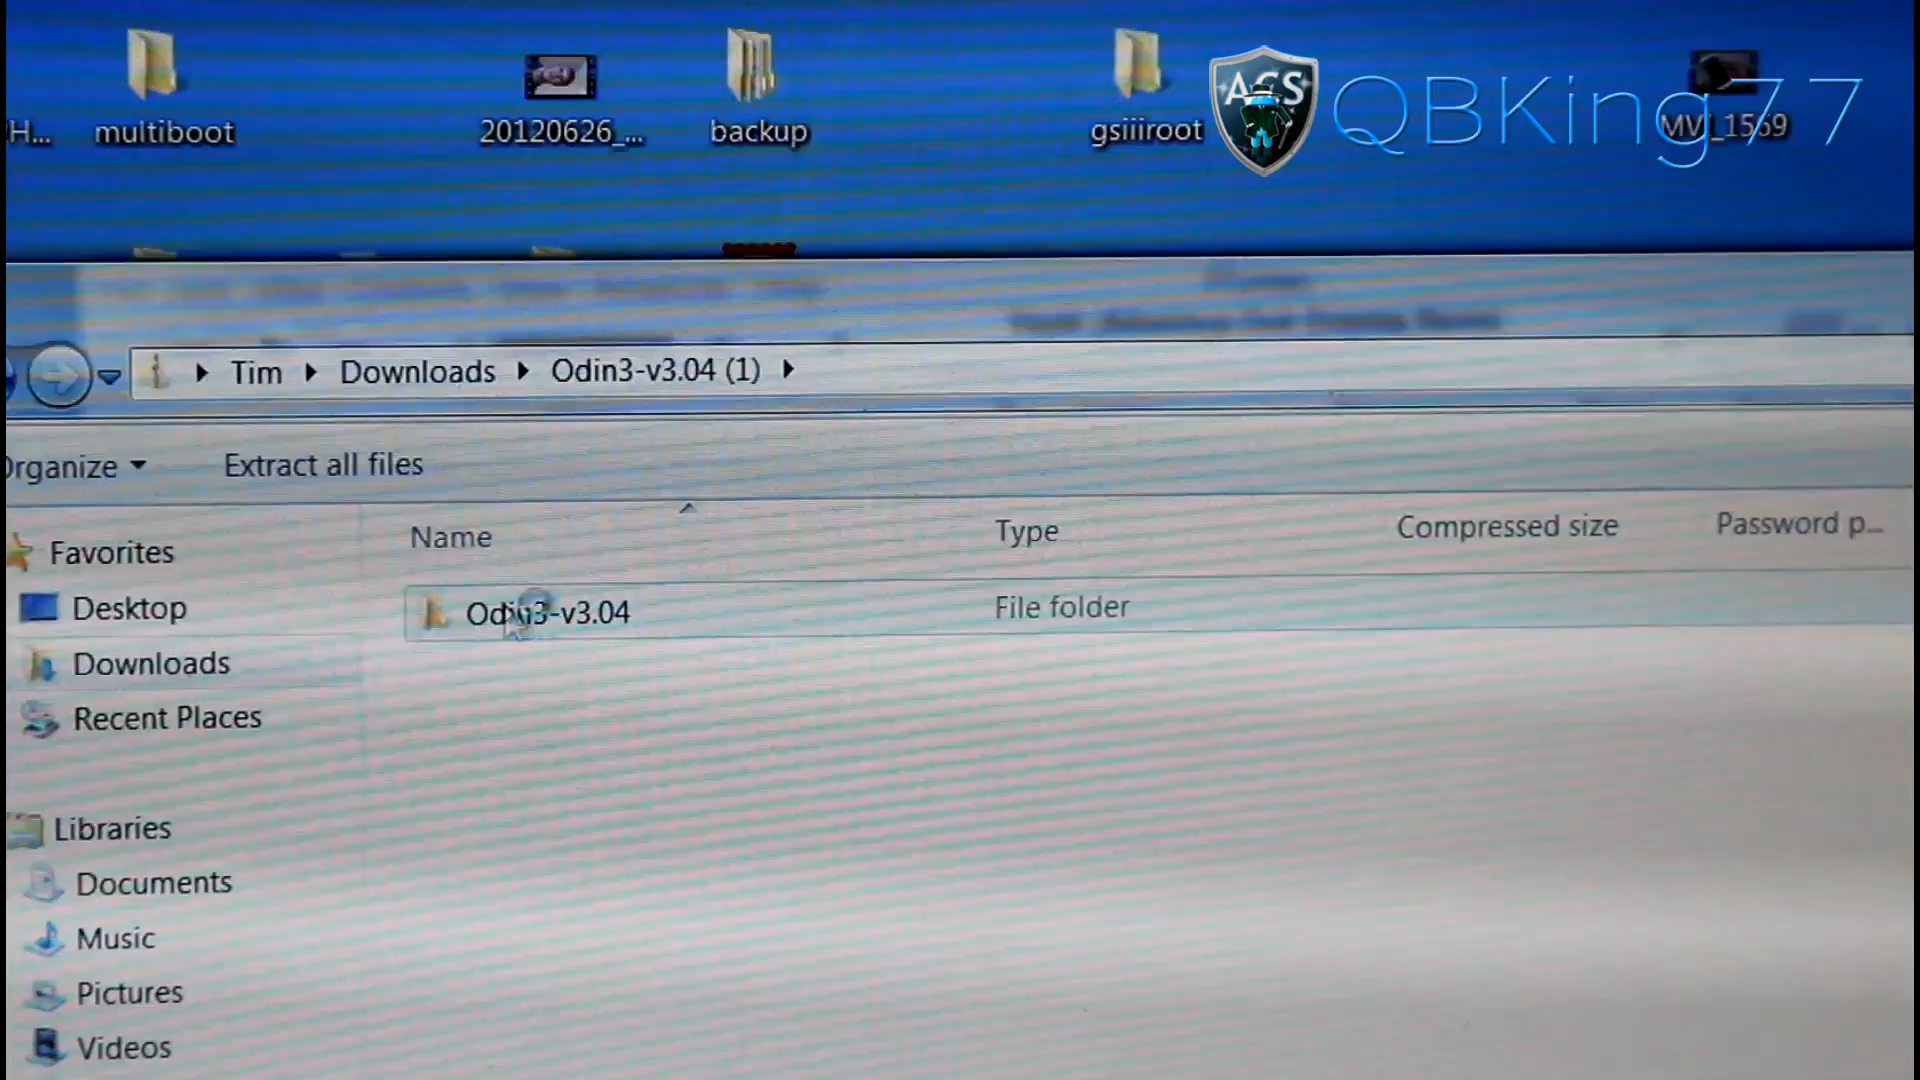 H...
multiboot
20120626_...
backup
gsiiiroot
ACS
QBKing77
MVI_1569
Tim
Downloads
Odin3-v3.04 (1)
Organize
Extract all files
Name
Type
Compressed size
Password p...
Favorites
Odin3-v3.04
File folder
Desktop
Downloads
Recent Places
Libraries
Documents
Music
Pictures
Videos